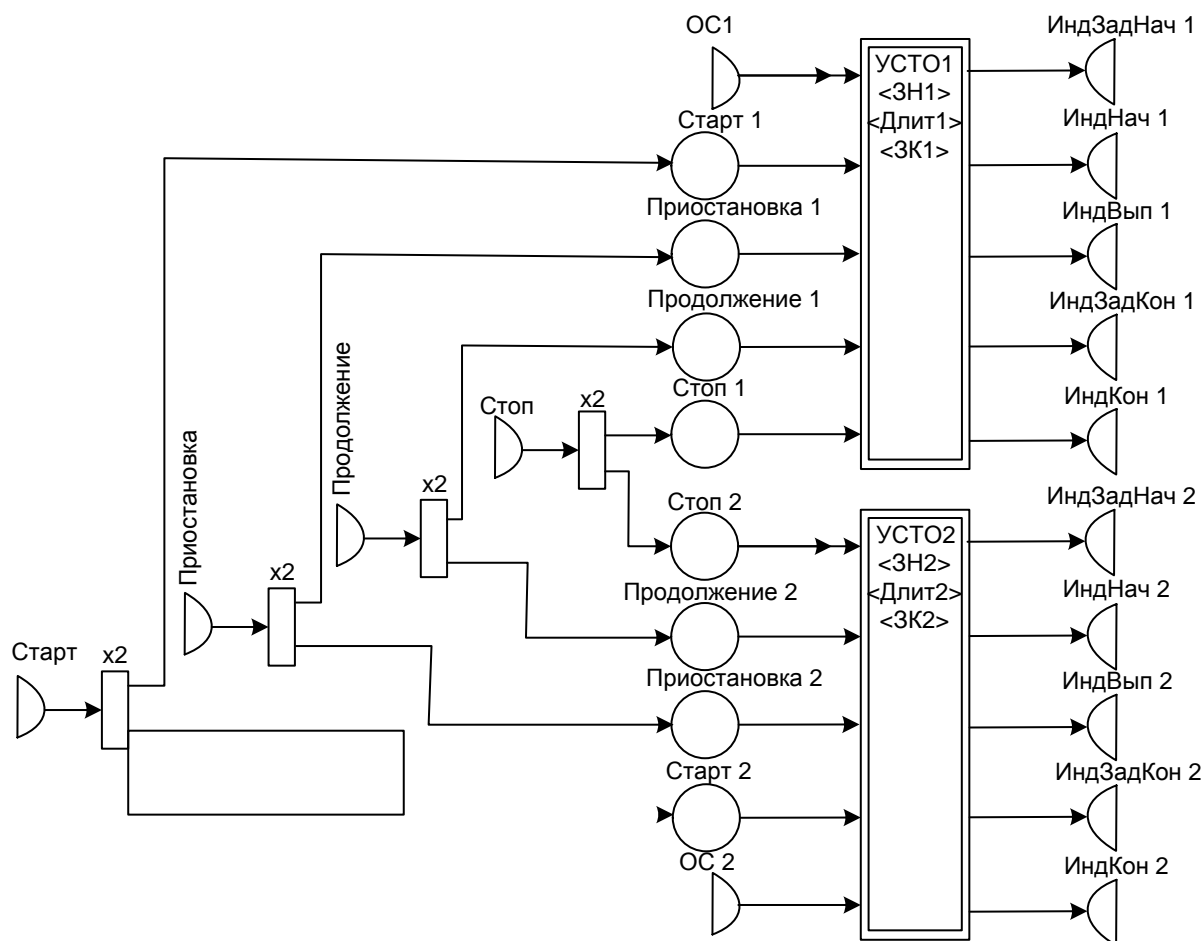 ОС1
ИндЗадНач 1
УСТО1
<ЗН1>
<Длит1>
<ЗК1>
Старт 1
ИндНач 1
Приостановка 1
ИндВып 1
Продолжение 1
ИндЗадКон 1
Стоп 1
ИндКон 1
Стоп
x2
Продолжение
x2
Приостановка
x2
Старт
x2
Стоп 2
ИндЗадНач 2
УСТО2
<ЗН2>
<Длит2>
<ЗК2>
Продолжение 2
ИндНач 2
Приостановка 2
ИндВып 2
Старт 2
ИндЗадКон 2
ОС 2
ИндКон 2